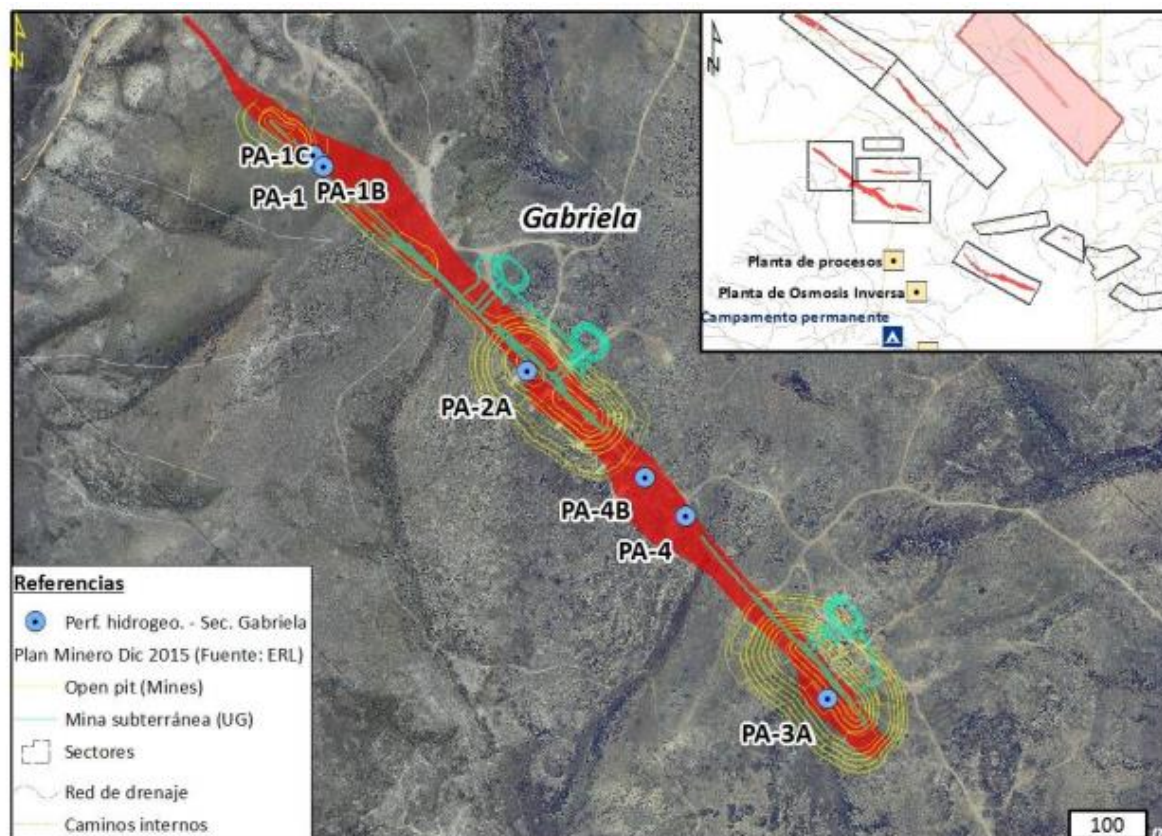 N
N
PA-1C
PA-1
PA-1B
Gabriela
PA-2A
PA-4B
PA-4
PA-3A
Planta de procesos
Planta de Osmosis Inversa
Campamento permanente
Referencias
Perf. hidrogeo. - Sec. Gabriela
Plan Minero Dic 2015 (Fuente: ERL)
Open pit (Mines)
Mina subterránea (UG)
Sectores
Red de drenaje
Caminos internos
100